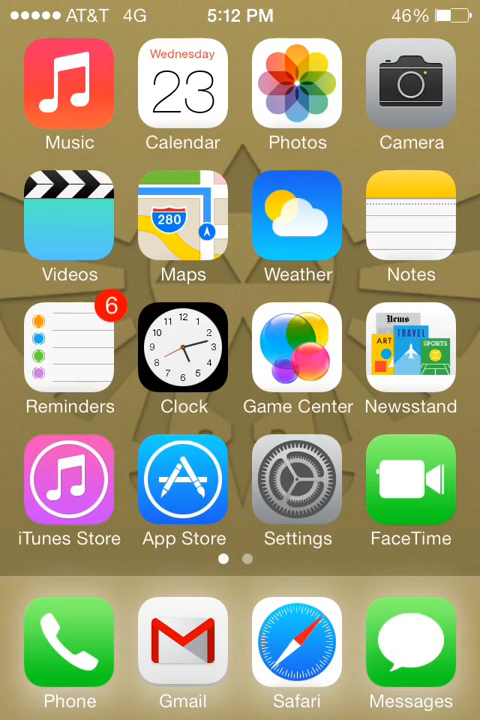 AT&T 4G 5:12 PM 46%
Wednesday
23
Music Calendar Photos Camera
280
Videos Maps Weather Notes
6
12 1 2 3 4 5 6 7 8 9 10 11
News
ART TRAVEL SPORTS
Reminders Clock Game Center Newsstand
iTunes Store App Store Settings FaceTime
Phone Gmail Safari Messages